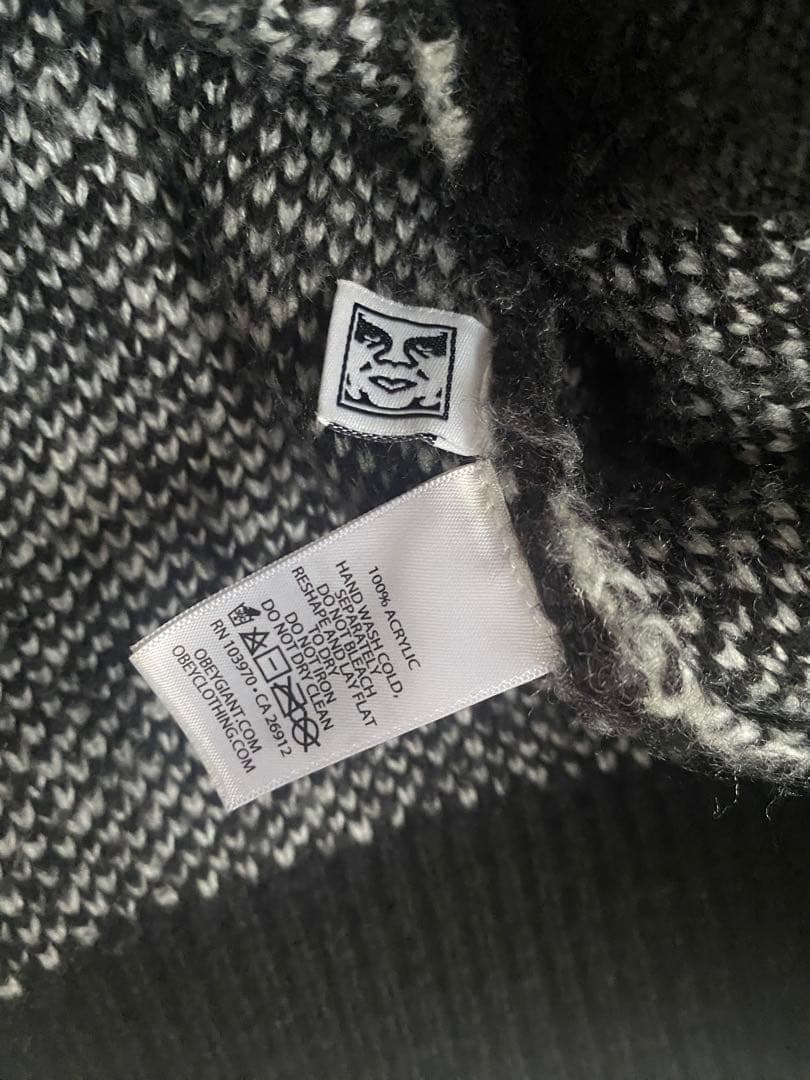 100% ACRYLIC
HAND WASH COLD,
SEPARATELY
DO NOT BLEACH
RESHAPE AND LAY FLAT
TO DRY
DO NOT IRON
DO NOT DRY CLEAN
RN 103970 • CA 26912
OBEYGIANT.COM
OBEYCLOTHING.COM